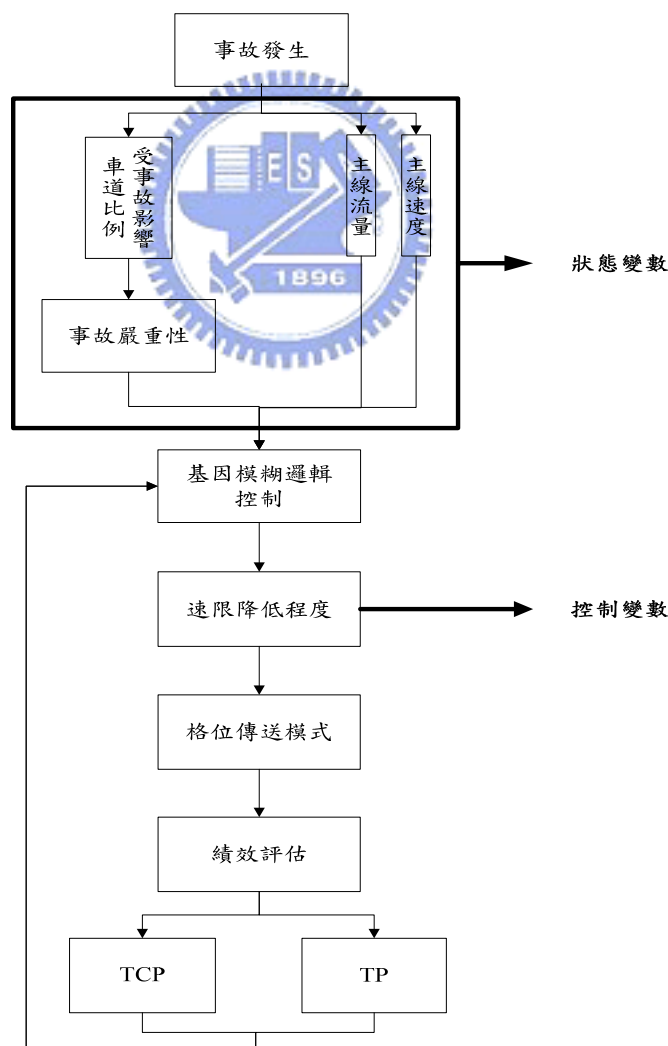 事故發生
受事故影響
車道比例
主線流量
主線速度
ES
1896
事故嚴重性
狀態變數
基因模糊邏輯
控制
速限降低程度
控制變數
格位傳送模式
績效評估
TCP
TP